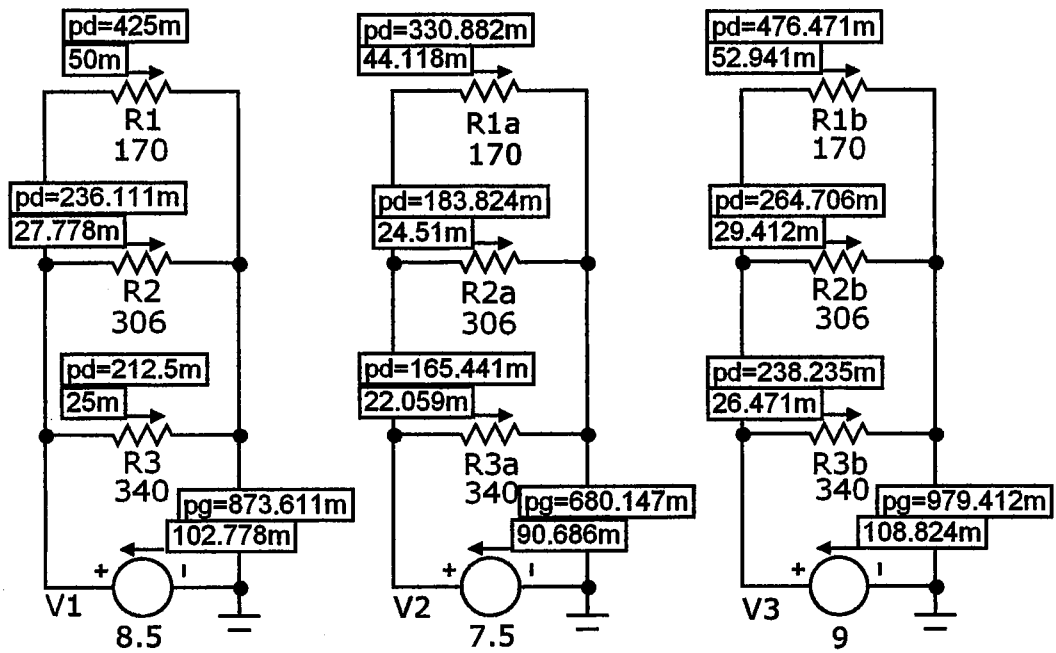 pd=425m
50m
R1
170
pd=236.111m
27.778m
R2
306
pd=212.5m
25m
R3
340
pg=873.611m
102.778m
+
V1
8.5
pd=330.882m
44.118m
R1a
170
pd=183.824m
24.51m
R2a
306
pd=165.441m
22.059m
R3a
340
pg=680.147m
90.686m
+
V2
7.5
pd=476.471m
52.941m
R1b
170
pd=264.706m
29.412m
R2b
306
pd=238.235m
26.471m
R3b
340
pg=979.412m
108.824m
+
V3
9